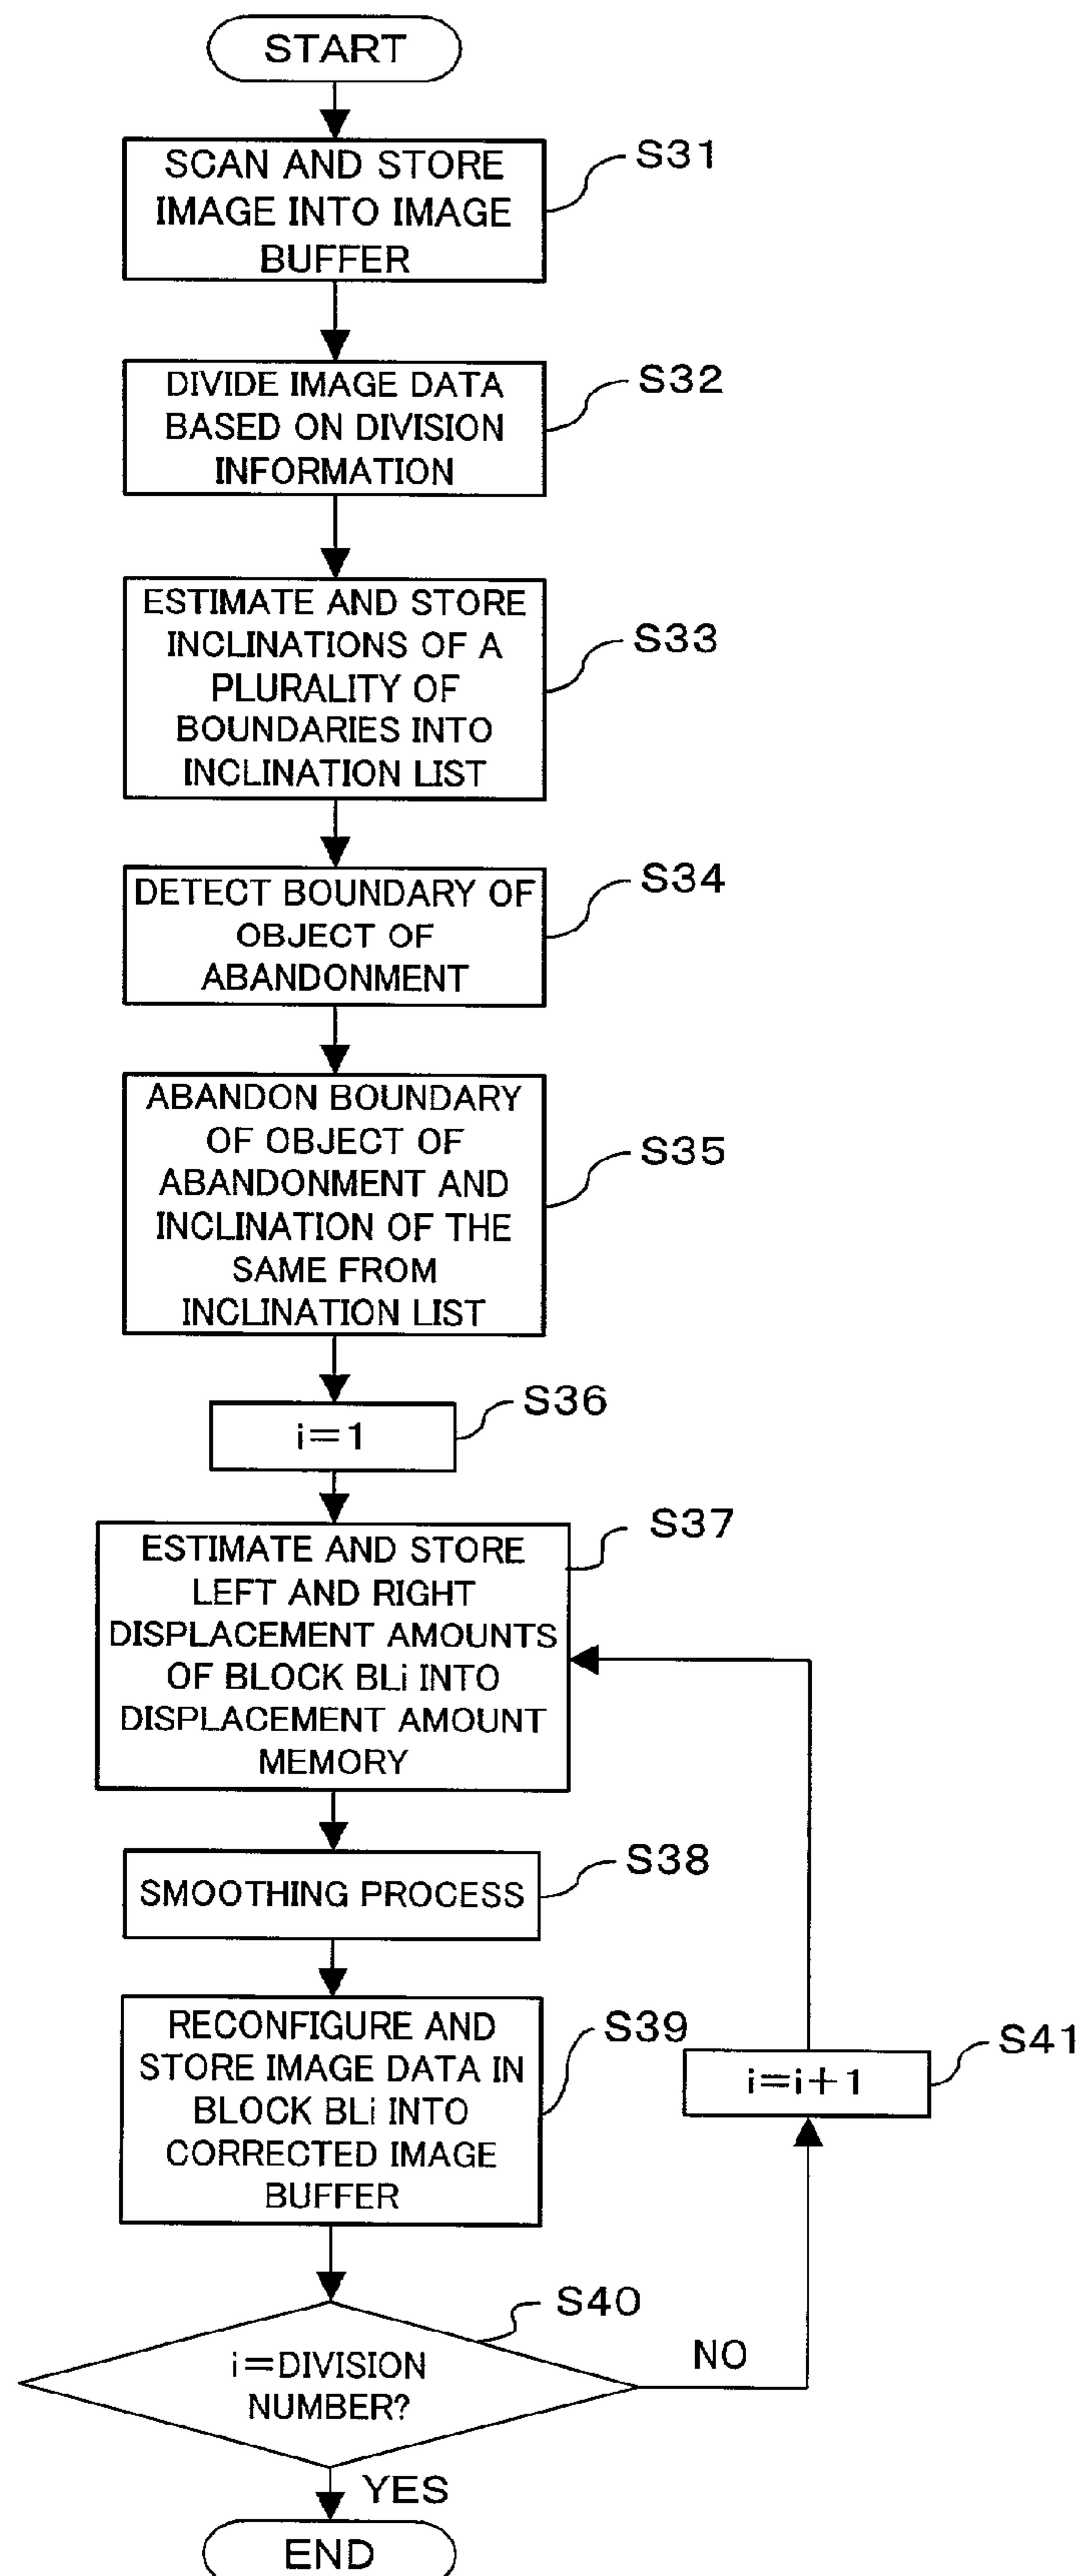 START
SCAN AND STORE
IMAGE INTO IMAGE
BUFFER
S31
DIVIDE IMAGE DATA
BASED ON DIVISION
INFORMATION
S32
ESTIMATE AND STORE
INCLINATIONS OF A
PLURALITY OF
BOUNDARIES INTO
INCLINATION LIST
S33
DETECT BOUNDARY OF
OBJECT OF
ABANDONMENT
S34
ABANDON BOUNDARY
OF OBJECT OF
ABANDONMENT AND
INCLINATION OF THE
SAME FROM
INCLINATION LIST
S35
i=1
S36
ESTIMATE AND STORE
LEFT AND RIGHT
DISPLACEMENT AMOUNTS
OF BLOCK BLi INTO
DISPLACEMENT AMOUNT
MEMORY
S37
SMOOTHING PROCESS
S38
RECONFIGURE AND
STORE IMAGE DATA IN
BLOCK BLi INTO
CORRECTED IMAGE
BUFFER
S39
i=i+1
S41
i=DIVISION
NUMBER?
S40
NO
YES
END